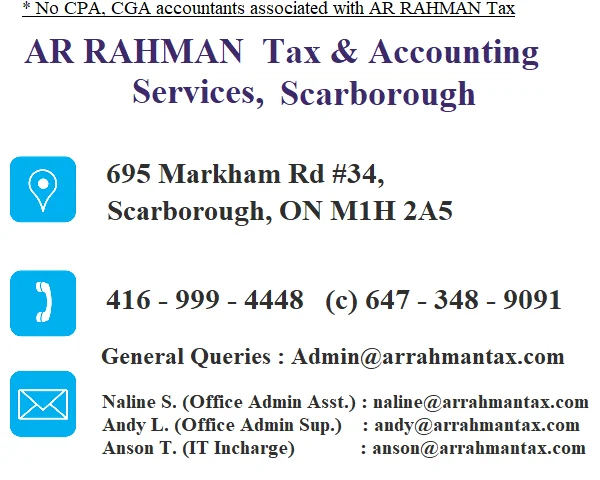 * No CPA, CGA accountants associated with AR RAHMAN Tax
AR RAHMAN Tax & Accounting
Services, Scarborough
695 Markham Rd #34,
Scarborough, ON M1H 2A5
416 - 999 - 4448 (c) 647 - 348 - 9091
General Queries : Admin@arrahmantax.com
Naline S. (Office Admin Asst.) : naline@arrahmantax.com
Andy L. (Office Admin Sup.) : andy@arrahmantax.com
Anson T. (IT Incharge) : anson@arrahmantax.com